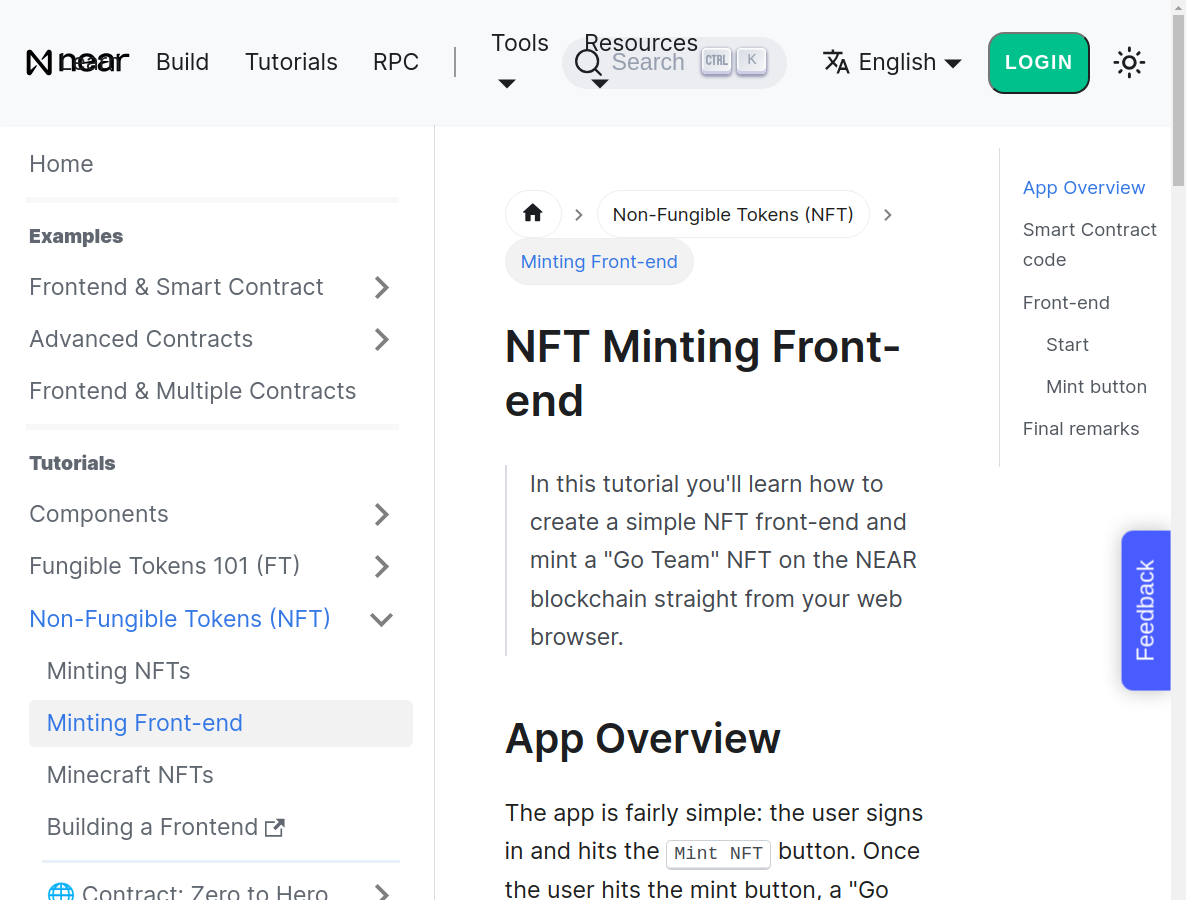 near
Learn
Build
Tutorials
RPC
Tools
Resources
Search
CTRL
K
English
LOGIN
Home
Examples
Frontend & Smart Contract
Advanced Contracts
Frontend & Multiple Contracts
Tutorials
Components
Fungible Tokens 101 (FT)
Non-Fungible Tokens (NFT)
Minting NFTs
Minting Front-end
Minecraft NFTs
Building a Frontend
🌐 Contract: Zero to Hero
Non-Fungible Tokens (NFT)
Minting Front-end
NFT Minting Front-
end
In this tutorial you'll learn how to
create a simple NFT front-end and
mint a "Go Team" NFT on the NEAR
blockchain straight from your web
browser.
App Overview
The app is fairly simple: the user signs
in and hits the Mint NFT button. Once
the user hits the mint button, a "Go
App Overview
Smart Contract
code
Front-end
Start
Mint button
Final remarks
Feedback